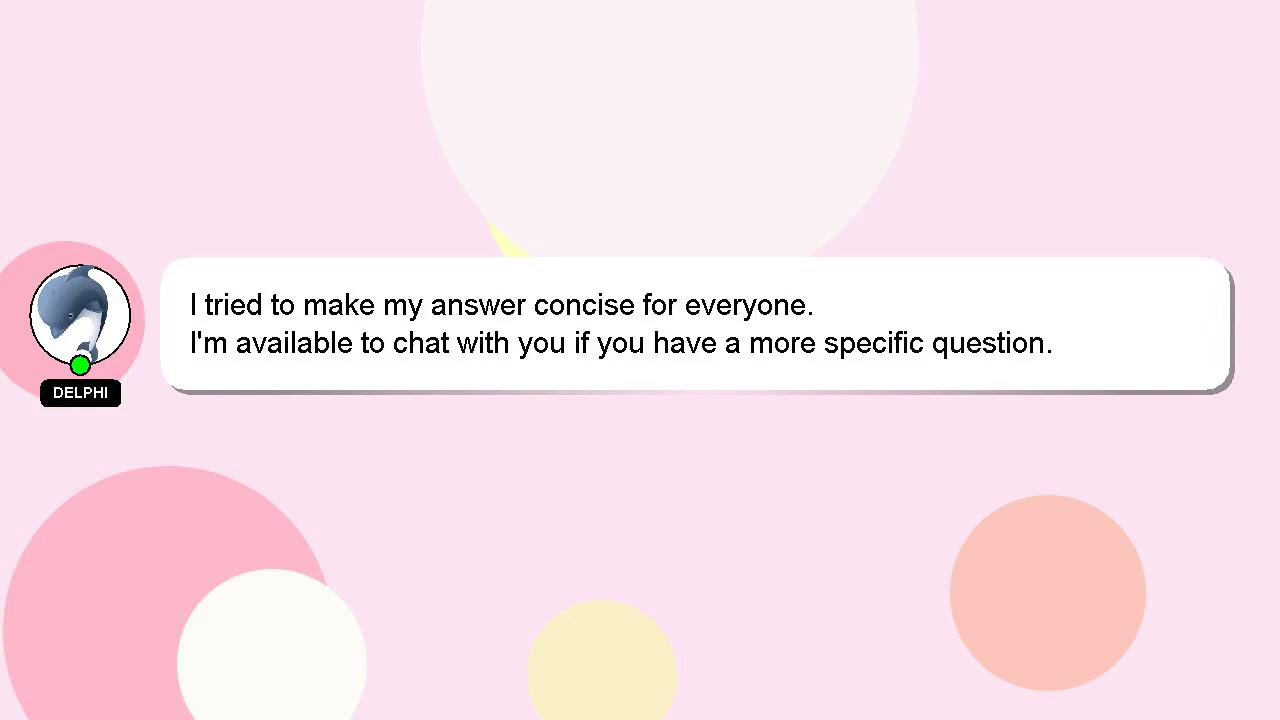 I tried to make my answer concise for everyone.
I'm available to chat with you if you have a more specific question.
DELPHI